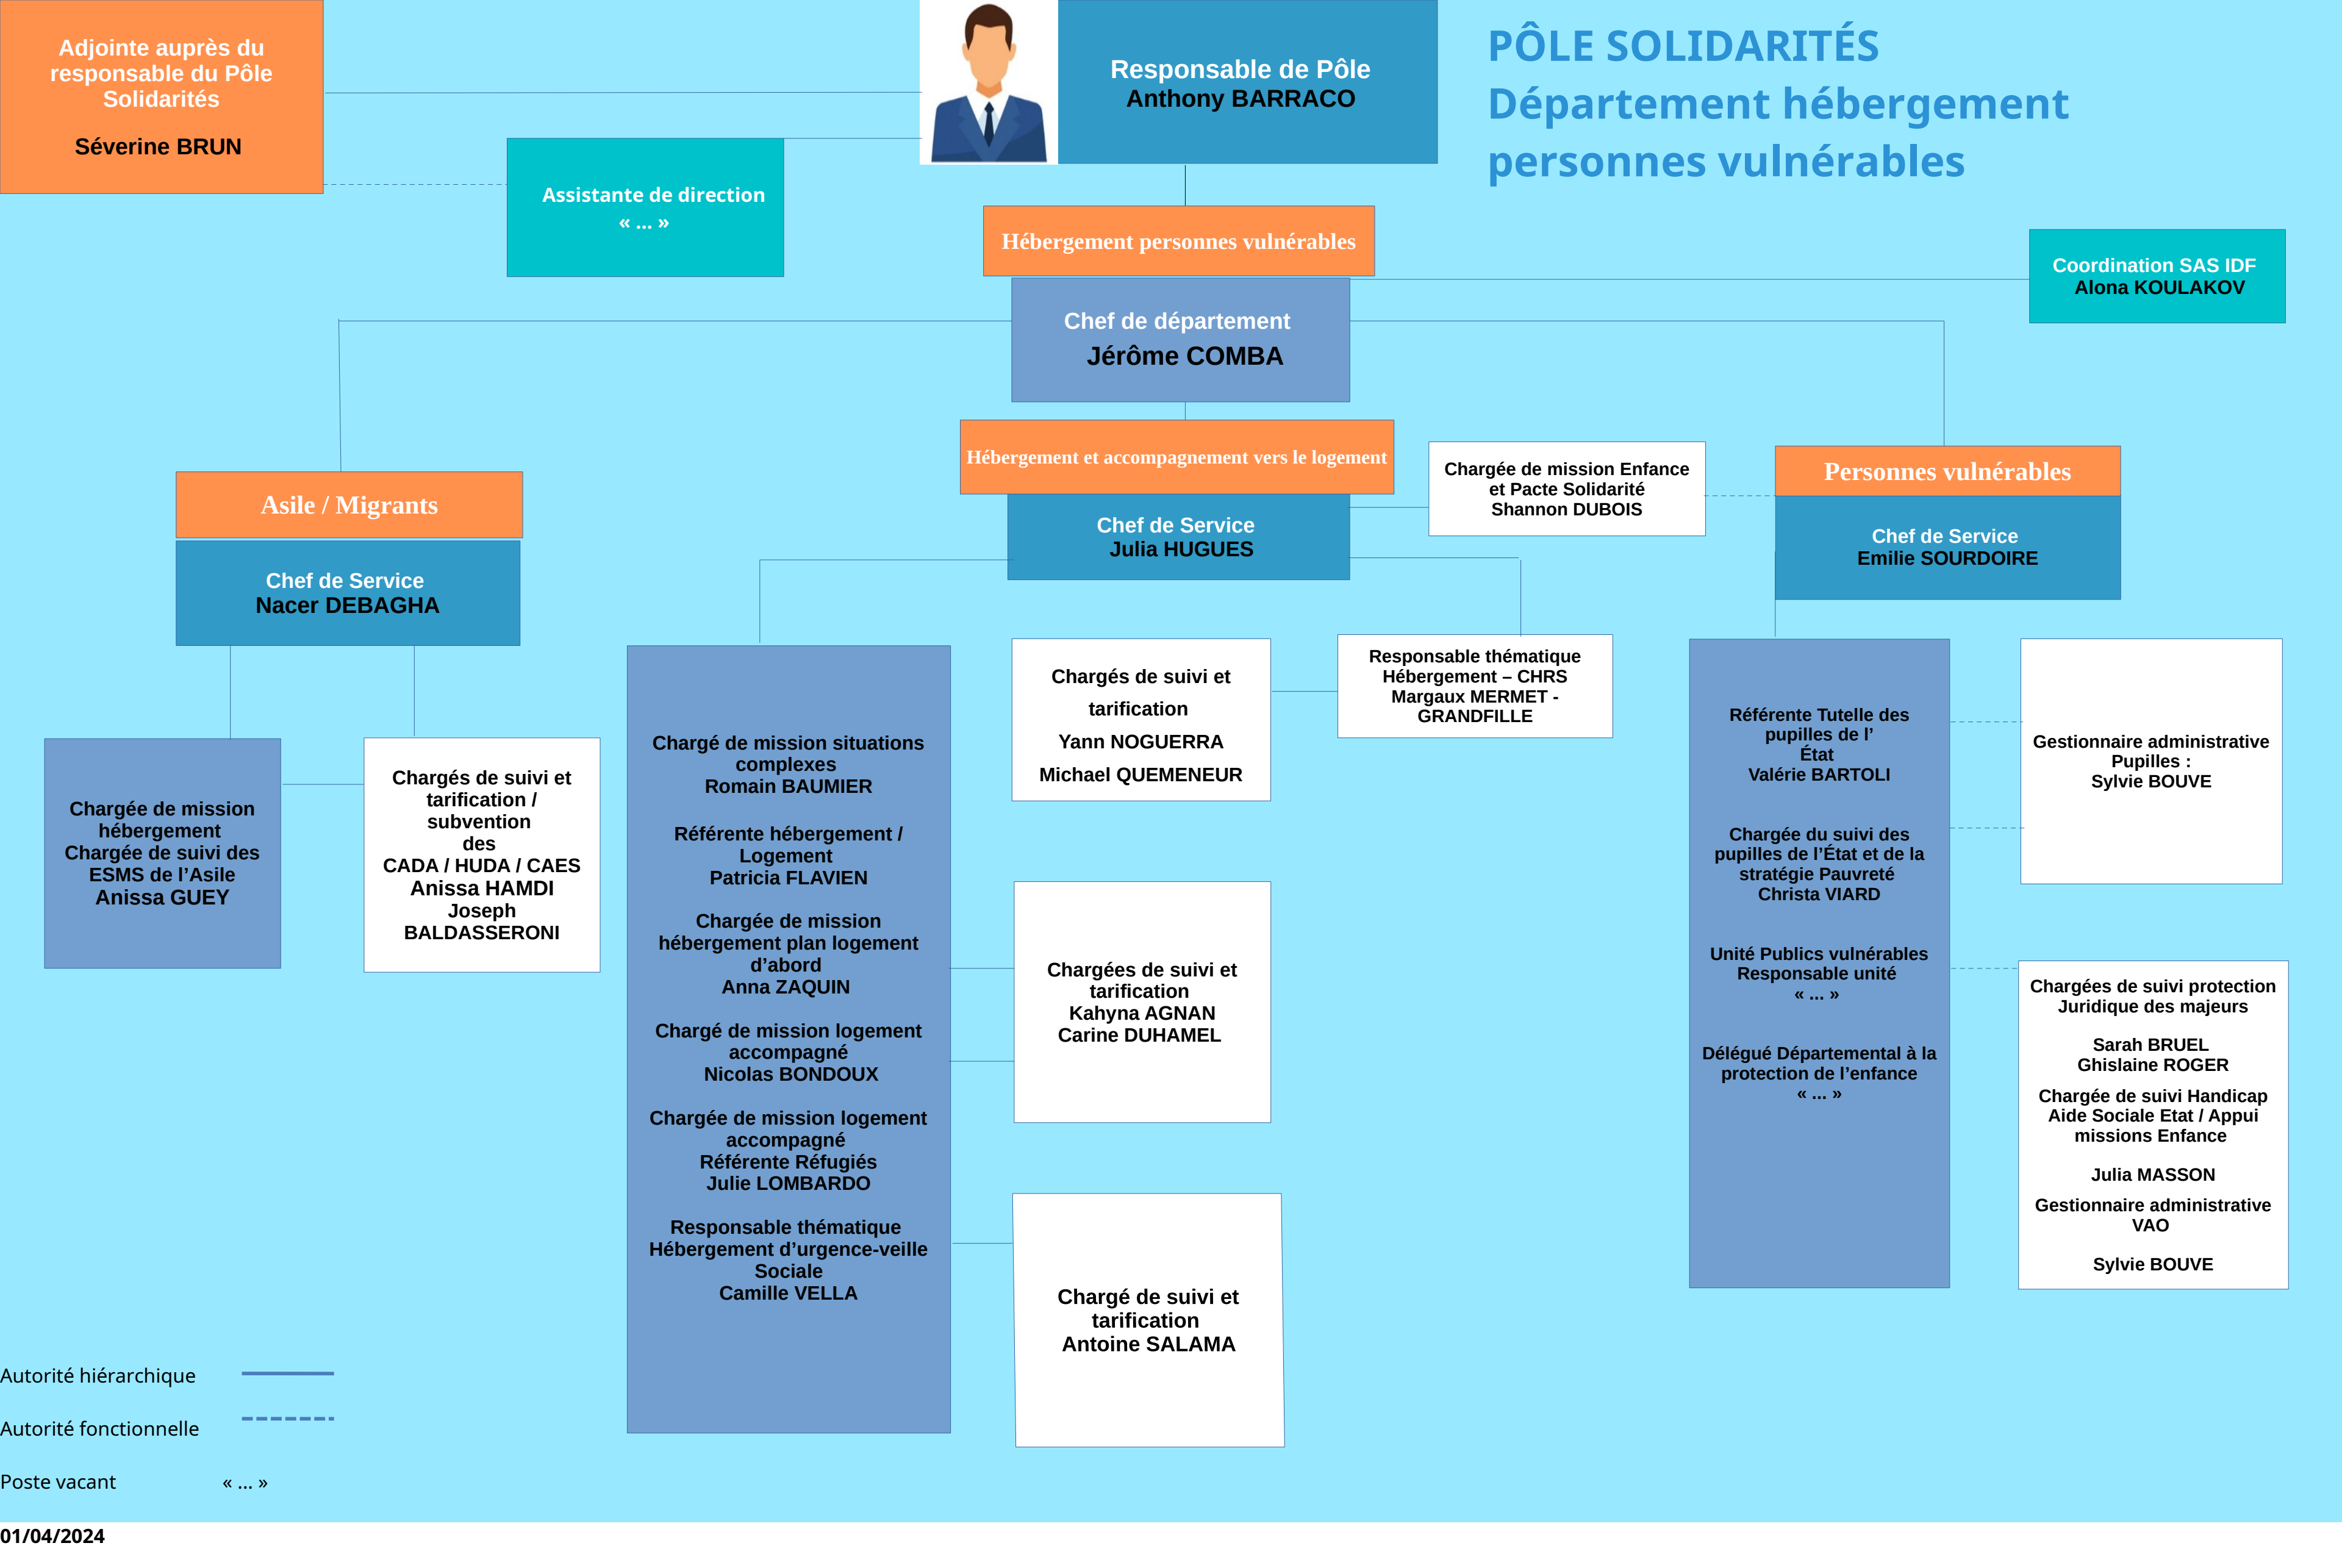 Adjointe auprès du
responsable du Pôle
Solidarités
Séverine BRUN
Responsable de Pôle
Anthony BARRACO
PÔLE SOLIDARITÉS
Département hébergement
personnes vulnérables
Assistante de direction
« ... »
Hébergement personnes vulnérables
Coordination SAS IDF
Alona KOULAKOV
Chef de département
Jérôme COMBA
Hébergement et accompagnement vers le logement
Chef de Service
Julia HUGUES
Chargée de mission Enfance
et Pacte Solidarité
Shannon DUBOIS
Personnes vulnérables
Chef de Service
Emilie SOURDOIRE
Asile / Migrants
Chef de Service
Nacer DEBAGHA
Chargée de mission
hébergement
Chargée de suivi des
ESMS de l’Asile
Anissa GUEY
Chargés de suivi et
tarification /
subvention
des
CADA / HUDA / CAES
Anissa HAMDI
Joseph
BALDASSERONI
Chargé de mission situations
complexes
Romain BAUMIER
Référente hébergement /
Logement
Patricia FLAVIEN
Chargée de mission
hébergement plan logement
d’abord
Anna ZAQUIN
Chargé de mission logement
accompagné
Nicolas BONDOUX
Chargée de mission logement
accompagné
Référente Réfugiés
Julie LOMBARDO
Responsable thématique
Hébergement d’urgence-veille
Sociale
Camille VELLA
Chargés de suivi et
tarification
Yann NOGUERRA
Michael QUEMENEUR
Responsable thématique
Hébergement – CHRS
Margaux MERMET -
GRANDFILLE
Chargées de suivi et
tarification
Kahyna AGNAN
Carine DUHAMEL
Chargé de suivi et
tarification
Antoine SALAMA
Référente Tutelle des
pupilles de l’
État
Valérie BARTOLI
Chargée du suivi des
pupilles de l’État et de la
stratégie Pauvreté
Christa VIARD
Unité Publics vulnérables
Responsable unité
« ... »
Délégué Départemental à la
protection de l’enfance
« ... »
Gestionnaire administrative
Pupilles :
Sylvie BOUVE
Chargées de suivi protection
Juridique des majeurs
Sarah BRUEL
Ghislaine ROGER
Chargée de suivi Handicap
Aide Sociale Etat / Appui
missions Enfance
Julia MASSON
Gestionnaire administrative
VAO
Sylvie BOUVE
Autorité hiérarchique
Autorité fonctionnelle
Poste vacant « ... »
01/04/2024